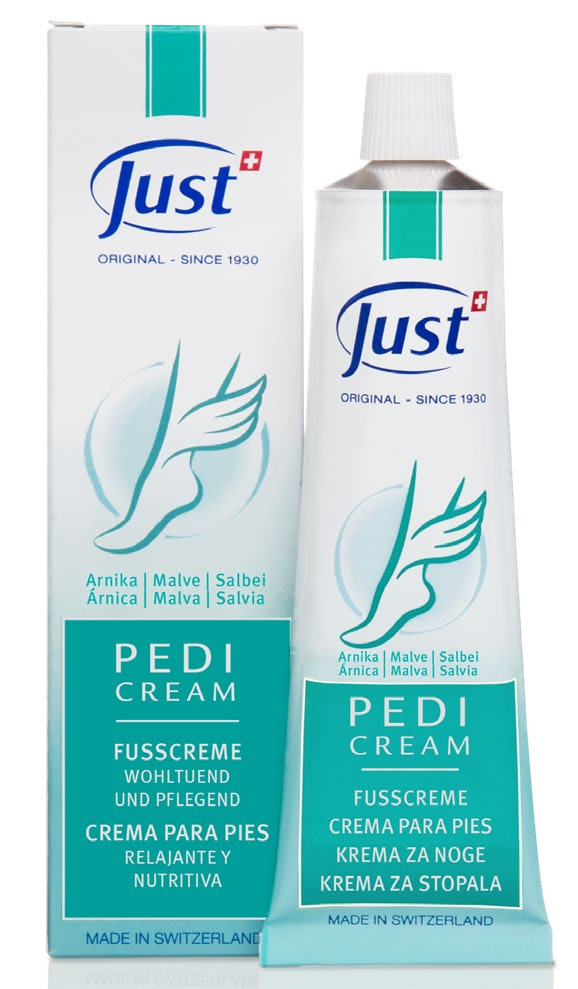 Just
ORIGINAL - SINCE 1930
Arnika | Malve | Salbei
Árnica | Malva | Salvia
PEDI
CREAM
FUSSCREME
WOHLTUEND
UND PFLEGEND
CREMA PARA PIES
RELAJANTE Y
NUTRITIVA
MADE IN SWITZERLAND
Just
ORIGINAL - SINCE 1930
Arnika | Malve | Salbei
Árnica | Malva | Salvia
PEDI
CREAM
FUSSCREME
CREMA PARA PIES
KREMA ZA NOGE
KREMA ZA STOPALA
MADE IN SWITZERLAND